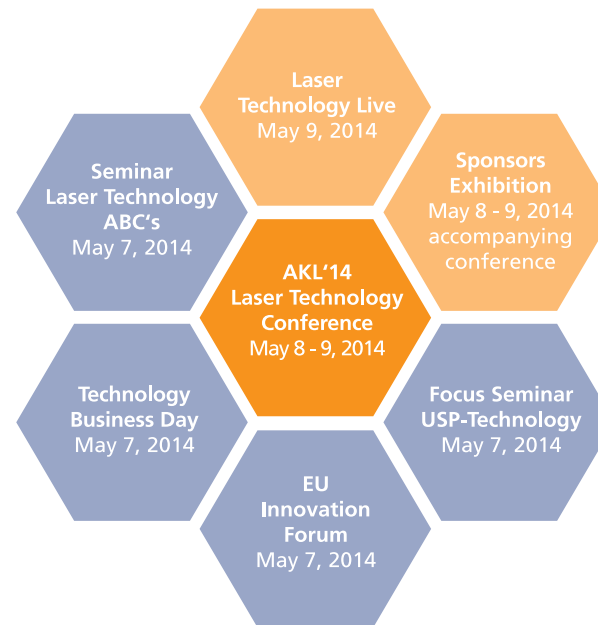 Laser
Technology Live
May 9, 2014
Seminar
Laser Technology
ABC‘s
May 7, 2014
Sponsors
Exhibition
May 8 - 9, 2014
accompanying
conference
AKL‘14
Laser Technology
Conference
May 8 - 9, 2014
Technology
Business Day
May 7, 2014
Focus Seminar
USP-Technology
May 7, 2014
EU
Innovation
Forum
May 7, 2014